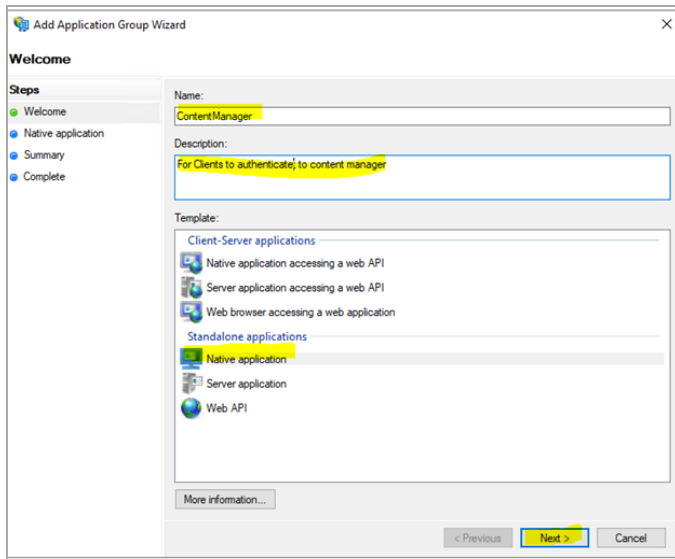 Add Application Group Wizard
Welcome
Steps
Welcome
Native application
Summary
Complete
Name:
ContentManager
Description:
For Clients to authenticate; to content manager
Template:
Client-Server applications
Native application accessing a web API
Server application accessing a web API
Web browser accessing a web application
Standalone applications
Native application
Server application
Web API
More information...
< Previous
Next >
Cancel